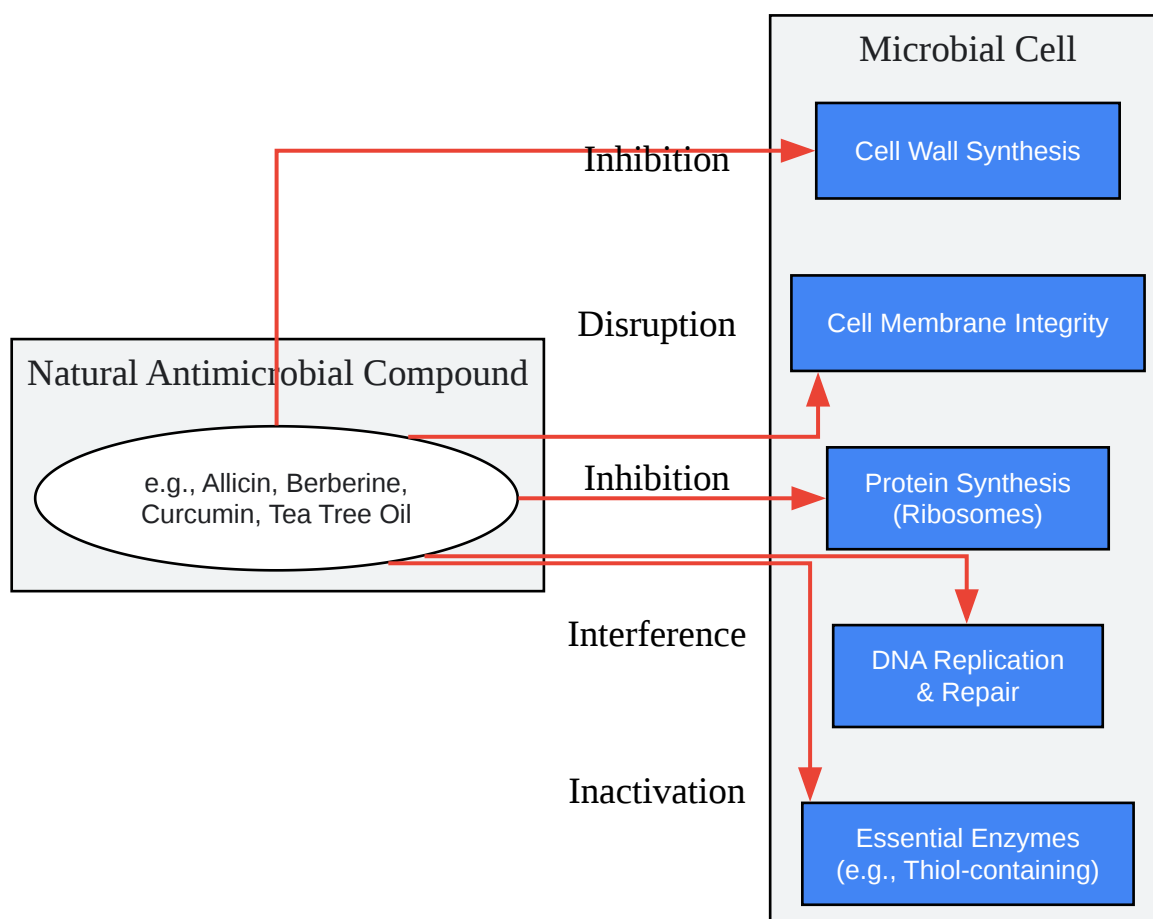 Microbial Cell
Inhibition
Cell Wall Synthesis
Disruption
Cell Membrane Integrity
Natural Antimicrobial Compound
e.g., Allicin, Berberine,
Curcumin, Tea Tree Oil
Inhibition
Protein Synthesis
(Ribosomes)
Interference
DNA Replication
& Repair
Inactivation
Essential Enzymes
(e.g., Thiol-containing)